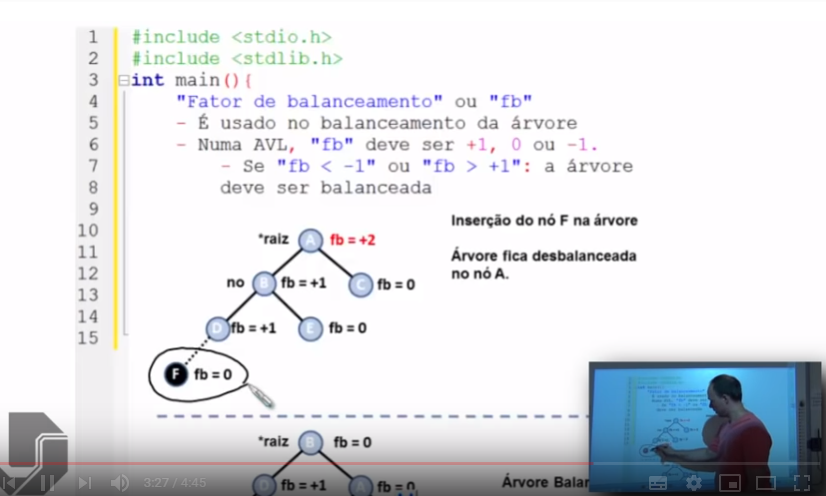 1 #include <stdio.h>
2 #include <stdlib.h>
3 int main(){
4 "Fator de balanceamento" ou "fb"
5 - É usado no balanceamento da árvore
6 - Numa AVL, "fb" deve ser +1, 0 ou -1.
7 - Se "fb < -1" ou "fb > +1": a árvore
8 deve ser balanceada
9
10
11
12
13
14
15
*raiz A fb = +2
Inserção do nó F na árvore
Árvore fica desbalanceada
no nó A.
no B fb = +1 C fb = 0
D fb = +1 E fb = 0
F fb = 0
*raiz B fb = 0
D fb = +1 A fb = 0
Árvore Balar
3:27 / 4:45